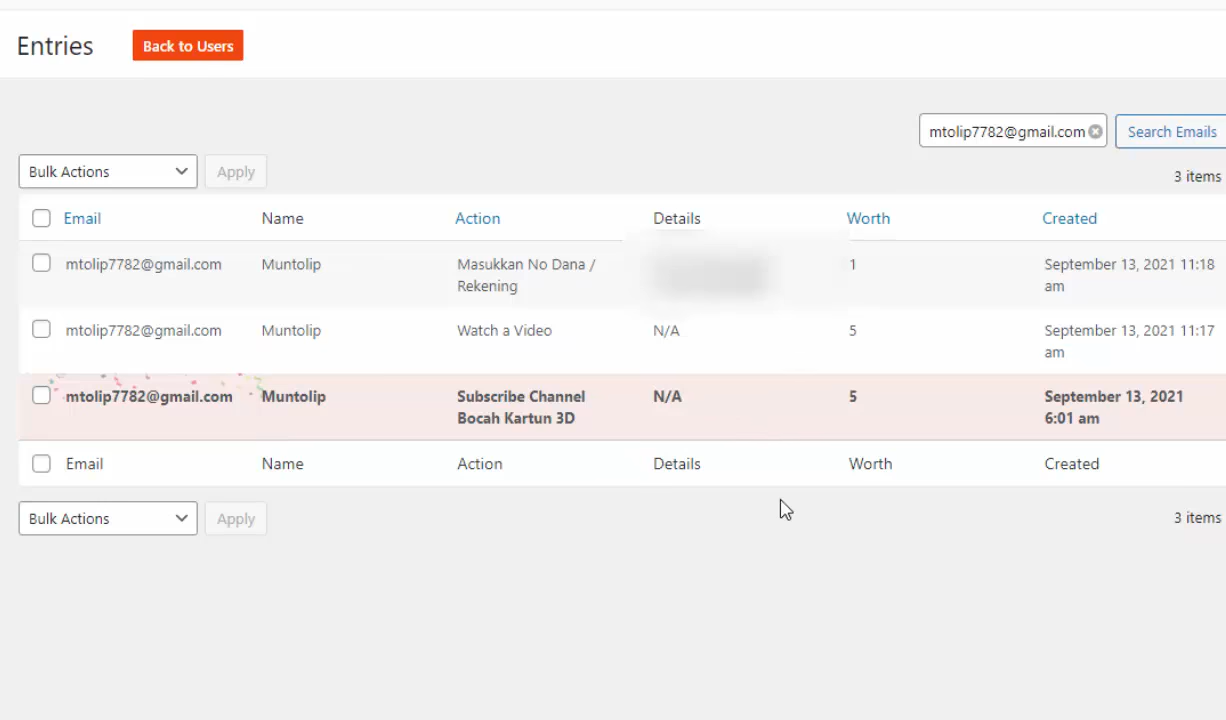 Entries
Back to Users
mtolip7782@gmail.com
Search Emails
Bulk Actions
Apply
3 items
Email Name Action Details Worth Created
mtolip7782@gmail.com Muntolip Masukkan No Dana / 1 September 13, 2021 11:18
Rekening am
mtolip7782@gmail.com Muntolip Watch a Video N/A 5 September 13, 2021 11:17
am
mtolip7782@gmail.com Muntolip Subscribe Channel N/A 5 September 13, 2021
Bocah Kartun 3D 6:01 am
Email Name Action Details Worth Created
Bulk Actions
Apply
3 items